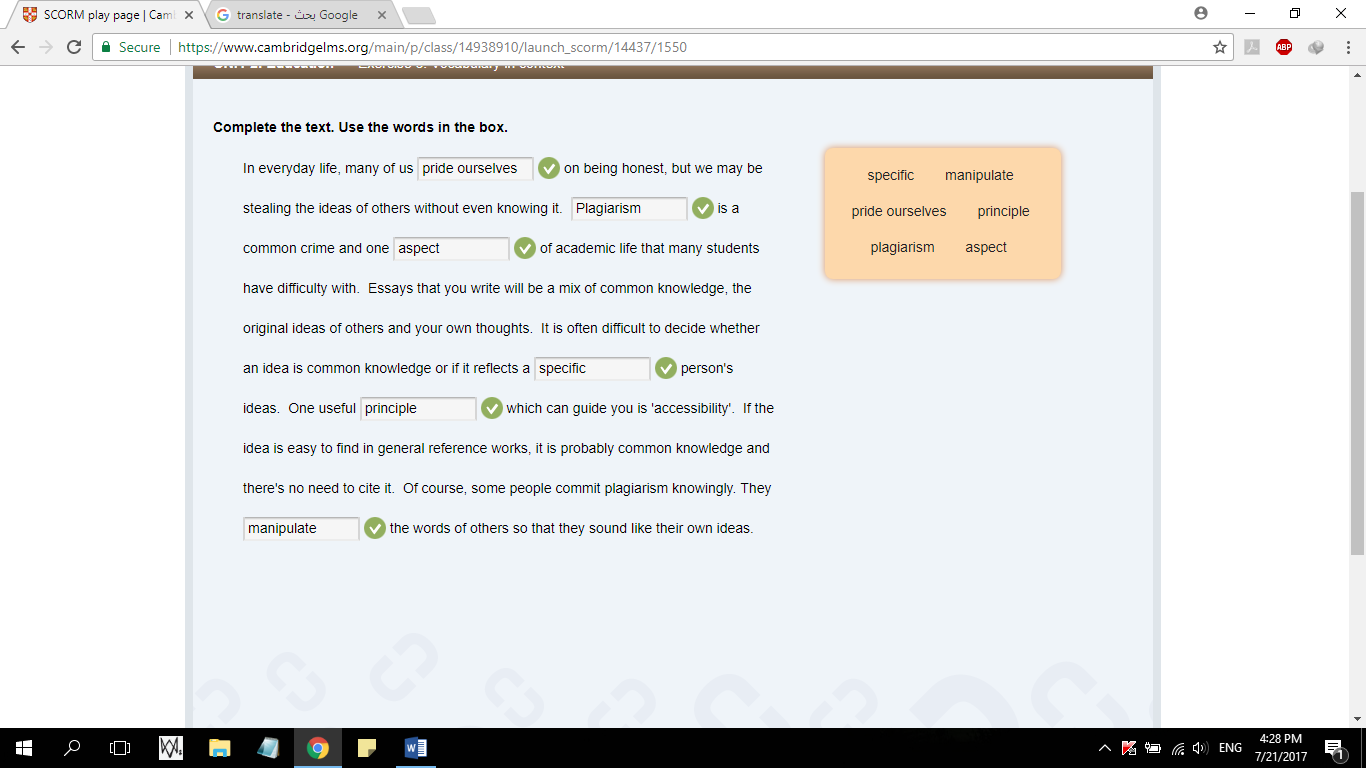 SCORM play page | Cam
translate - بحث Google
Secure | https://www.cambridgelms.org/main/p/class/14938910/launch_scorm/14437/1550
ABP
Complete the text. Use the words in the box.
In everyday life, many of us pride ourselves on being honest, but we may be
stealing the ideas of others without even knowing it. Plagiarism is a
common crime and one aspect of academic life that many students
have difficulty with. Essays that you write will be a mix of common knowledge, the
original ideas of others and your own thoughts. It is often difficult to decide whether
an idea is common knowledge or if it reflects a specific person's
ideas. One useful principle which can guide you is 'accessibility'. If the
idea is easy to find in general reference works, it is probably common knowledge and
there's no need to cite it. Of course, some people commit plagiarism knowingly. They
manipulate the words of others so that they sound like their own ideas.
specific manipulate
pride ourselves principle
plagiarism aspect
ENG
4:28 PM
7/21/2017
1